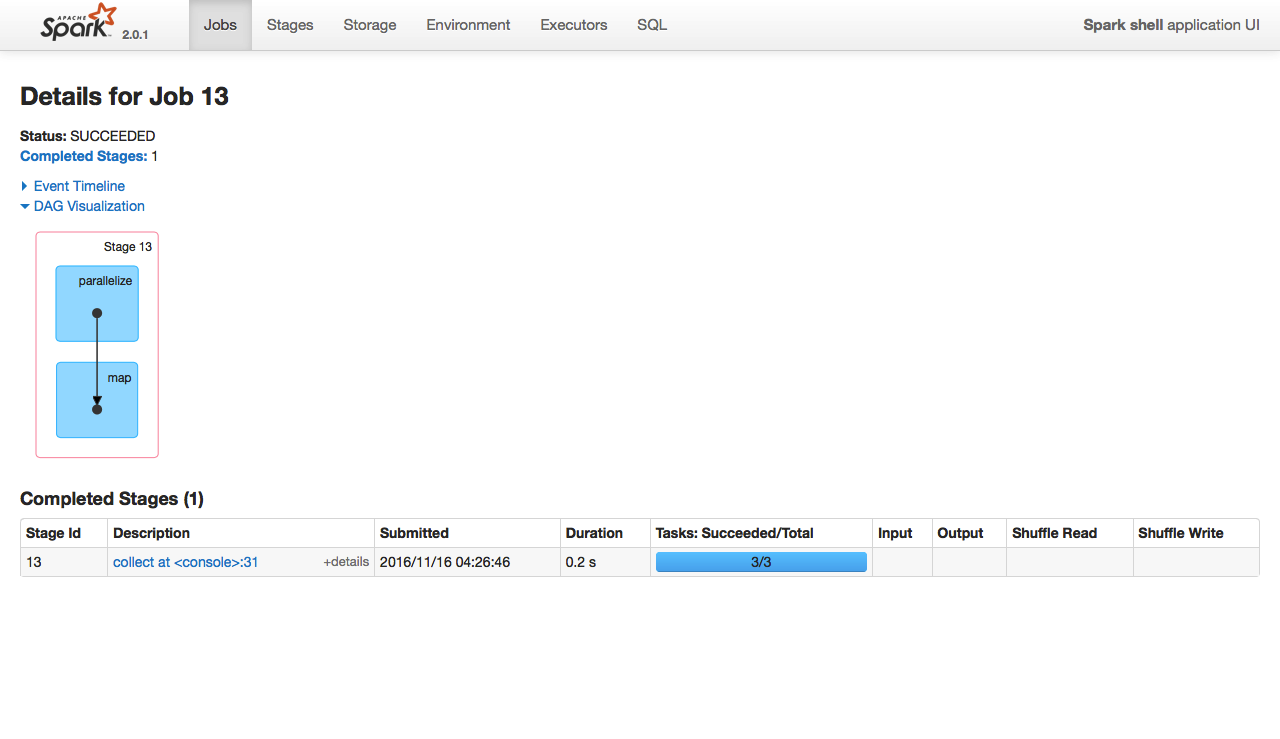 APACHE
Spark™ 2.0.1 Jobs Stages Storage Environment Executors SQL Spark shell application UI
Details for Job 13
Status: SUCCEEDED
Completed Stages: 1
Event Timeline
DAG Visualization
Stage 13
parallelize
map
Completed Stages (1)
Stage Id Description Submitted Duration Tasks: Succeeded/Total Input Output Shuffle Read Shuffle Write
13 collect at <console>:31 +details 2016/11/16 04:26:46 0.2 s 3/3